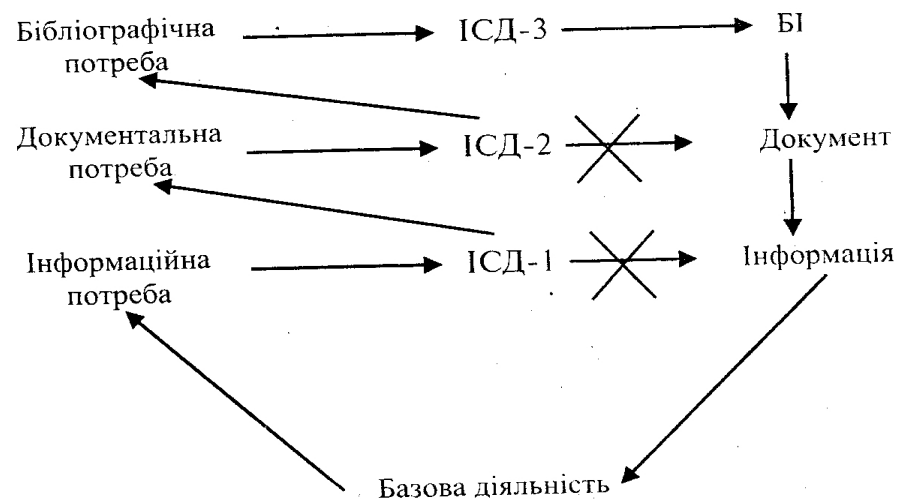 Бібліографічна
потреба
ІСД-3
БІ
Документальна
потреба
ІСД-2
Документ
Інформаційна
потреба
ІСД-1
Інформація
Базова діяльність